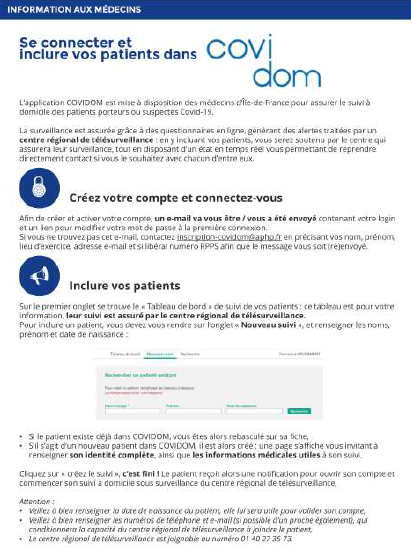 INFORMATION AUX MÉDECINS
Se connecter et
inclure vos patients dans
covi
dom
L'application COVIDOM est mise à disposition des médecins d'Île-de-France pour assurer le suivi à
domicile des patients porteurs ou suspectés Covid-19.
La surveillance est assurée grâce à des questionnaires en ligne, générant des alertes traitées par un
centre régional de télésurveillance : en y incluant vos patients, vous serez soutenu par le centre qui
assurera leur surveillance, tout en disposant d'un état en temps réel vous permettant de reprendre
directement contact si vous le souhaitez avec chacun d'entre eux.
Créez votre compte et connectez-vous
Afin de créer et activer votre compte, un e-mail va vous être / vous a été envoyé contenant votre login
et un lien pour modifier votre mot de passe à la première connexion.
Si vous ne trouvez pas cet e-mail, contactez inscription-covidom@aphp.fr en précisant vos nom, prénom,
lieu d'exercice, adresse e-mail et si libéral numéro RPPS afin que le message vous soit (re)envoyé.
Inclure vos patients
Sur le premier onglet se trouve le « Tableau de bord » de suivi de vos patients : ce tableau est pour votre
information, leur suivi est assuré par le centre régional de télésurveillance.
Pour inclure un patient, vous devez vous rendre sur l'onglet « Nouveau suivi », et renseigner les noms,
prénom et date de naissance :
Tableau de bord Nouveau suivi Recherche
Rechercher un patient existant
Nom d'usage * Prénom Date de naissance
Rechercher
• Si le patient existe déjà dans COVIDOM, vous êtes alors rebasculé sur sa fiche,
• S'il s'agit d'un nouveau patient dans COVIDOM, il est alors créé : une page s'affiche vous invitant à
renseigner son identité complète, ainsi que les informations médicales utiles à son suivi.
Cliquez sur « créez le suivi », c'est fini ! Le patient reçoit alors une notification pour ouvrir son compte et
commencer son suivi à domicile sous surveillance du centre régional de télésurveillance.
Attention :
• Veillez à bien renseigner la date de naissance du patient, elle lui sera utile pour valider son compte,
• Veillez à bien renseigner les numéros de téléphone et e-mail (si possible d'un proche également), qui
conditionnera la capacité du centre régional de télésurveillance à joindre le patient,
• Le centre régional de télésurveillance est joignable au numéro 01 40 27 35 73.